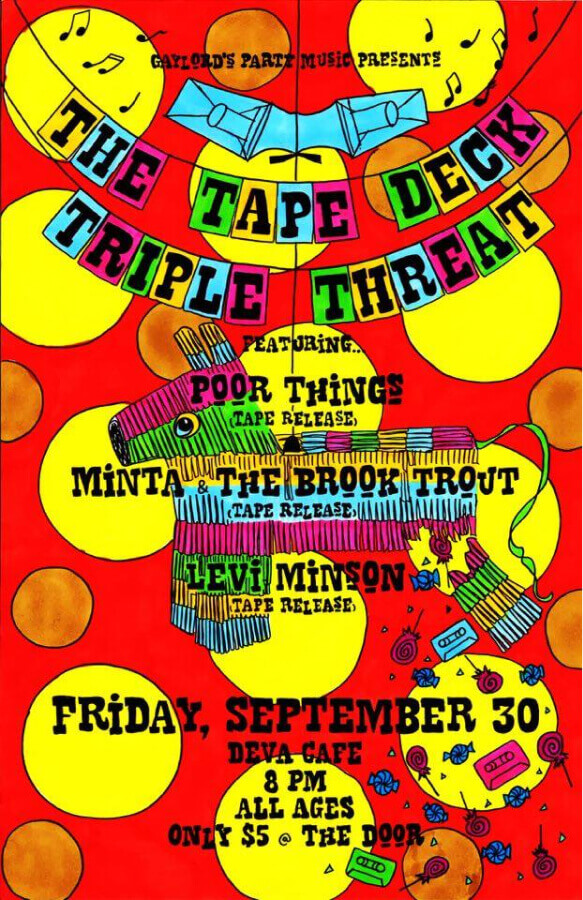 GAYLORD'S PARTY MUSIC PRESENTS
THE TAPE DECK
TRIPLE THREAT
FEATURING...
POOR THINGS
(TAPE RELEASE)
MINTA & THE BROOK TROUT
(TAPE RELEASE)
LEVI MINSON
(TAPE RELEASE)
FRIDAY, SEPTEMBER 30
DEVA CAFE
8 PM
ALL AGES
ONLY $5 @ THE DOOR